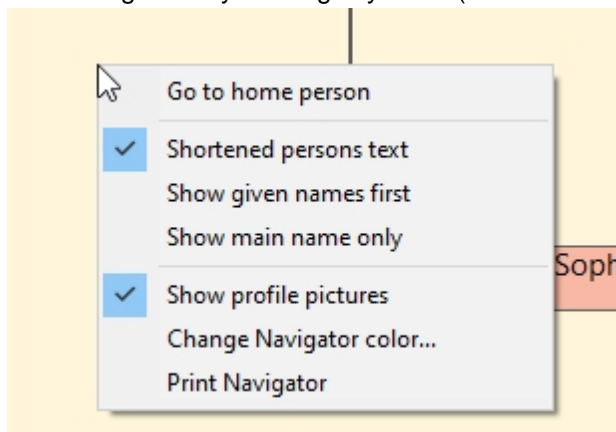 Go to home person
Shortened persons text
Show given names first
Show main name only
Soph
Show profile pictures
Change Navigator color...
Print Navigator